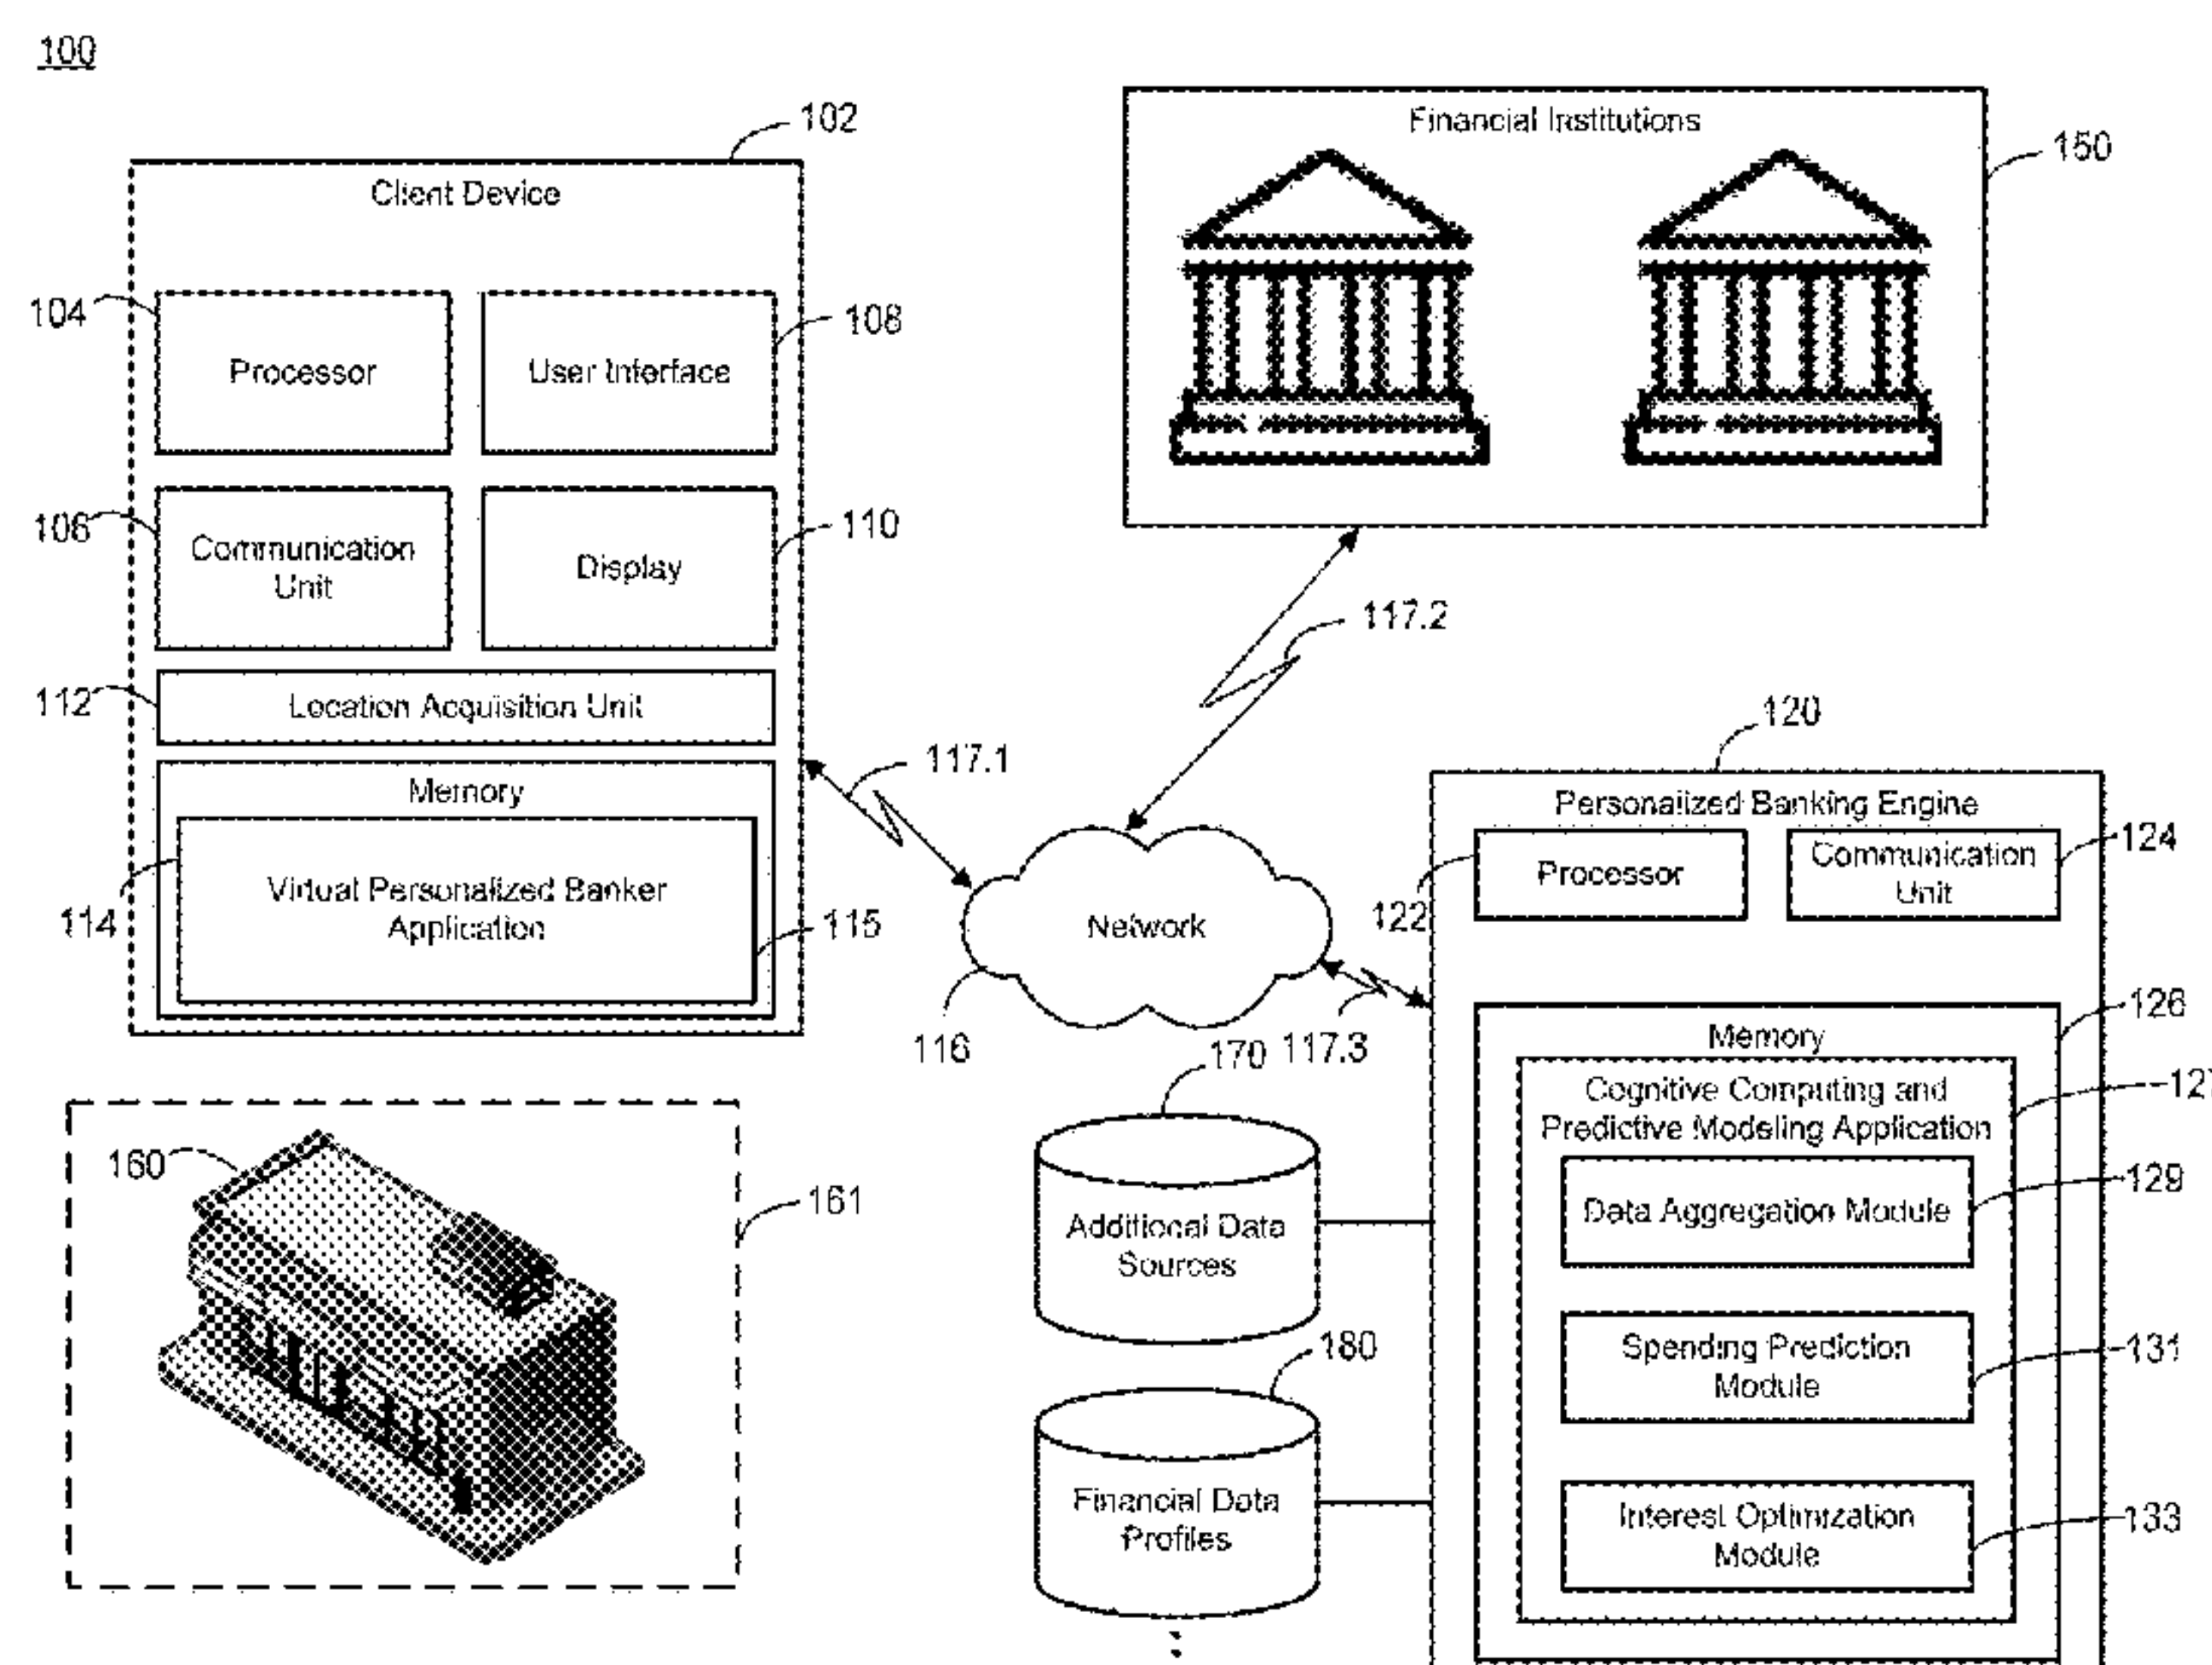 100
102
Client Device
104
Processor
108
User Interface
106
Communication
Unit
110
Display
112
Location Acquisition Unit
Memory
114
Virtual Personalized Banker
Application
115
Financial Institutions
150
117.1
117.2
117.3
Network
116
120
Personalized Banking Engine
122
Processor
124
Communication
Unit
126
Memory
127
Cognitive Computing and
Predictive Modeling Application
129
Data Aggregation Module
131
Spending Prediction
Module
133
Interest Optimization
Module
160
161
170
Additional Data
Sources
180
Financial Data
Profiles